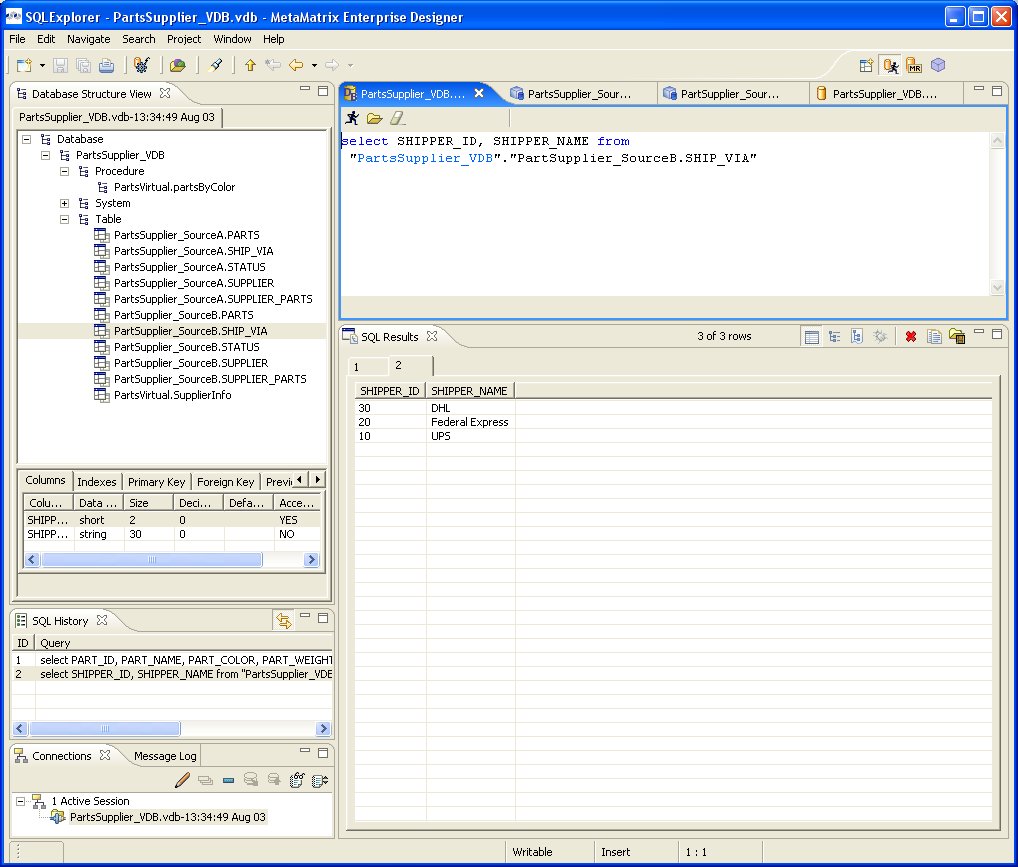 SQLExplorer - PartsSupplier_VDB.vdb - MetaMatrix Enterprise Designer
File Edit Navigate Search Project Window Help
MR
Database Structure View
PartsSupplier_VDB.vdb-13:34:49 Aug 03
Database
PartsSupplier_VDB
Procedure
PartsVirtual.partsByColor
System
Table
PartsSupplier_SourceA.PARTS
PartsSupplier_SourceA.SHIP_VIA
PartsSupplier_SourceA.STATUS
PartsSupplier_SourceA.SUPPLIER
PartsSupplier_SourceA.SUPPLIER_PARTS
PartSupplier_SourceB.PARTS
PartSupplier_SourceB.SHIP_VIA
PartSupplier_SourceB.STATUS
PartSupplier_SourceB.SUPPLIER
PartSupplier_SourceB.SUPPLIER_PARTS
PartsVirtual.SupplierInfo
Columns Indexes Primary Key Foreign Key Previ
Colu... Data ... Size Deci... Defa... Acce...
SHIPP... short 2 0 YES
SHIPP... string 30 0 NO
SQL History
ID Query
1 select PART_ID, PART_NAME, PART_COLOR, PART_WEIGHT
2 select SHIPPER_ID, SHIPPER_NAME from "PartsSupplier_VDB
Connections Message Log
1 Active Session
PartsSupplier_VDB.vdb-13:34:49 Aug 03
PartsSupplier_VDB.... PartsSupplier_Sour... PartSupplier_Sour... PartsSupplier_VDB....
select SHIPPER_ID, SHIPPER_NAME from
"PartsSupplier_VDB"."PartSupplier_SourceB.SHIP_VIA"
SQL Results 3 of 3 rows
1 2
SHIPPER_ID SHIPPER_NAME
30 DHL
20 Federal Express
10 UPS
Writable Insert 1 : 1